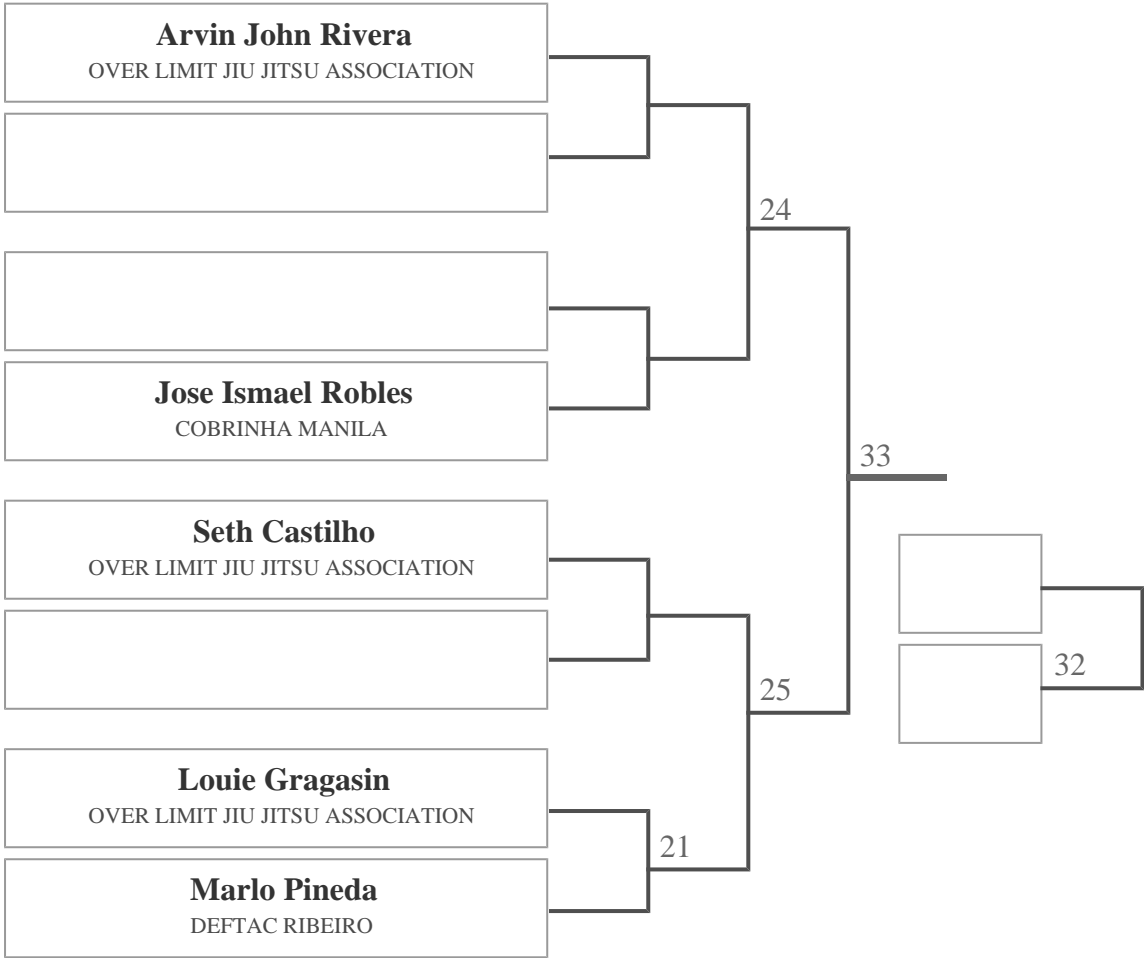 Arvin John Rivera
OVER LIMIT JIU JITSU ASSOCIATION
24
Jose Ismael Robles
COBRINHA MANILA
33
Seth Castilho
OVER LIMIT JIU JITSU ASSOCIATION
32
25
Louie Gragasin
OVER LIMIT JIU JITSU ASSOCIATION
21
Marlo Pineda
DEFTAC RIBEIRO